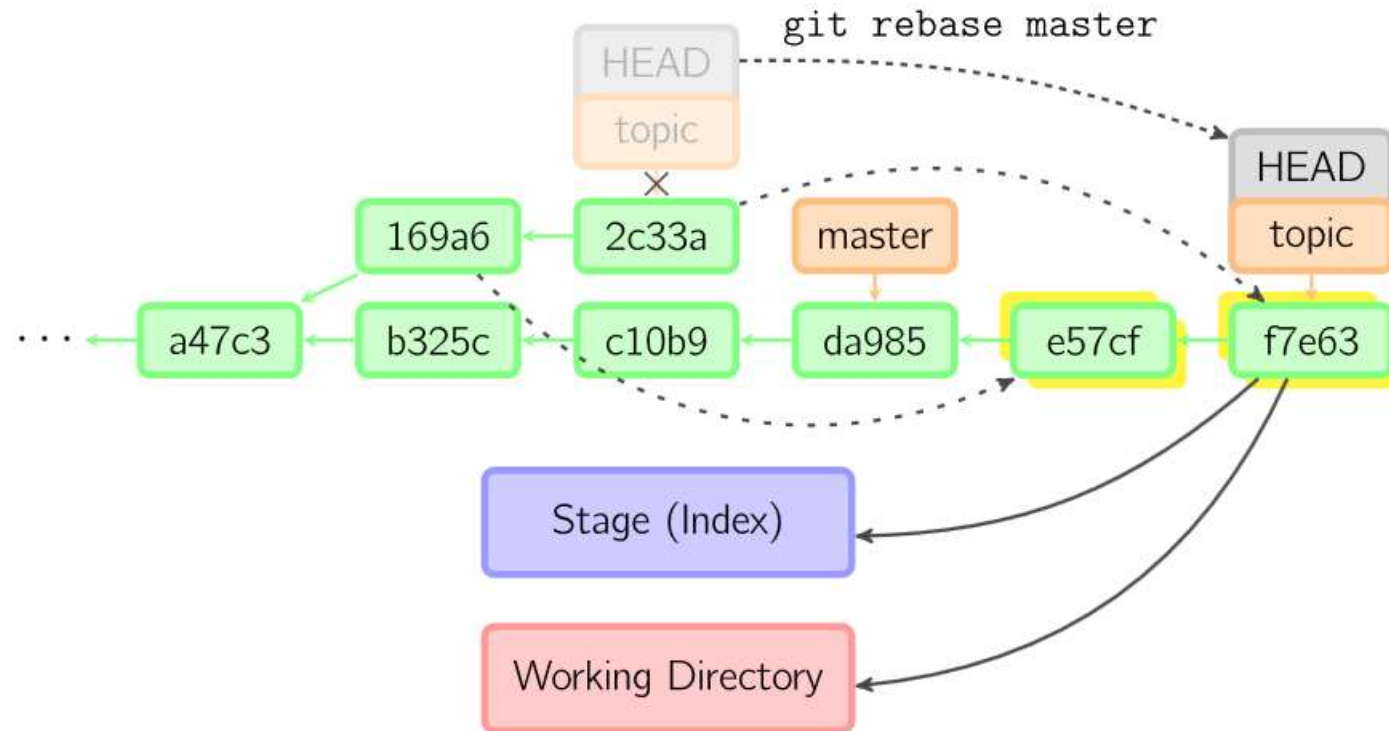 git rebase master
HEAD
topic
HEAD
topic
169a6
2c33a
master
... a47c3
b325c
c10b9
da985
e57cf
f7e63
Stage (Index)
Working Directory